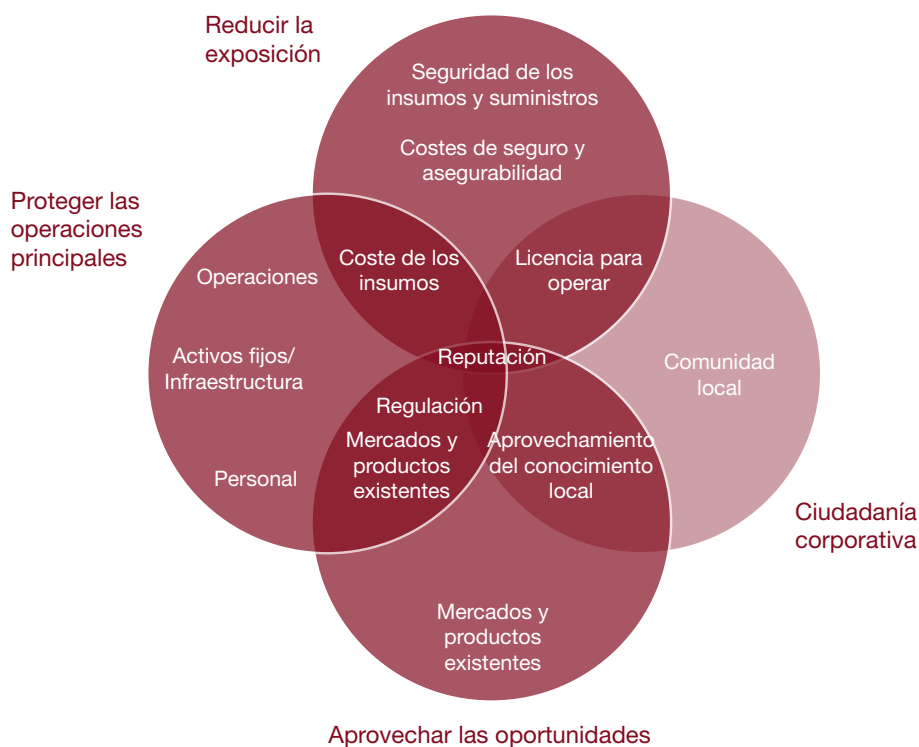 Reducir la
exposición
Seguridad de los
insumos y suministros
Costes de seguro y
asegurabilidad
Proteger las
operaciones
principales
Operaciones
Coste de los
insumos
Licencia para
operar
Activos fijos/
Infraestructura
Reputación
Comunidad
local
Regulación
Mercados y
productos
existentes
Aprovechamiento
del conocimiento
local
Personal
Ciudadanía
corporativa
Mercados y
productos
existentes
Aprovechar las oportunidades